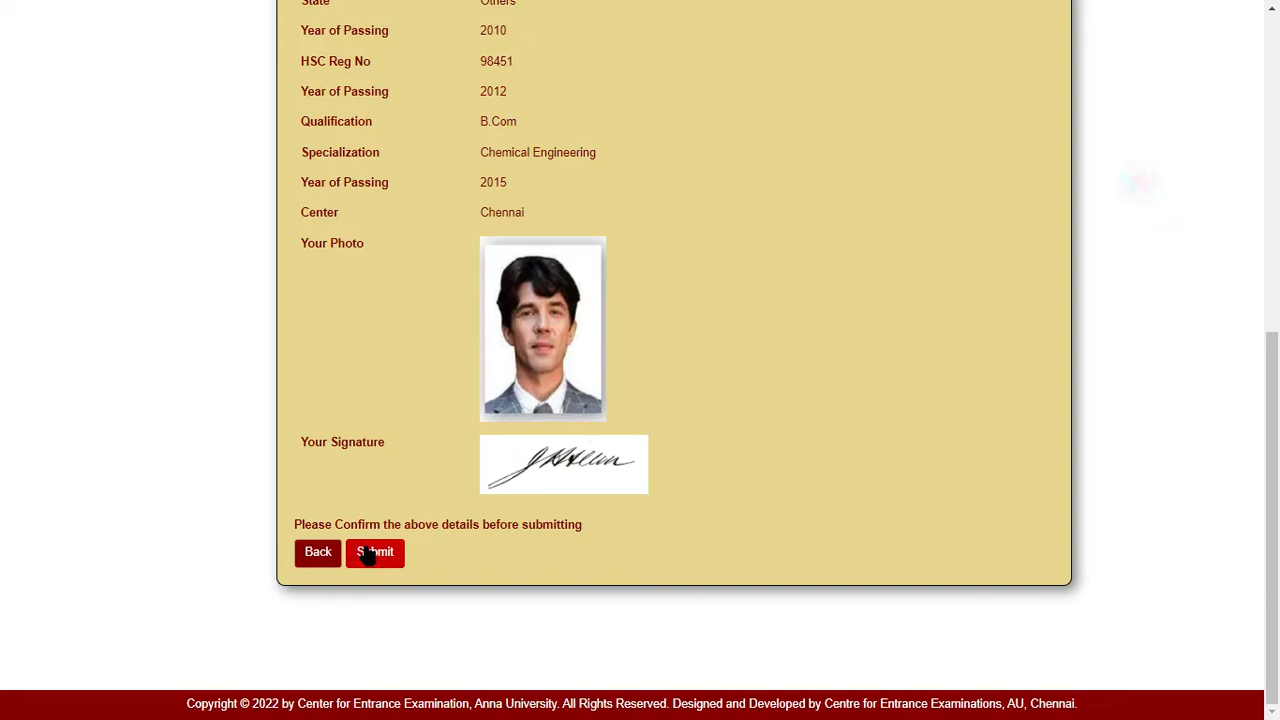 State Others
Year of Passing 2010
HSC Reg No 98451
Year of Passing 2012
Qualification B.Com
Specialization Chemical Engineering
Year of Passing 2015
Center Chennai
Your Photo
Your Signature
Please Confirm the above details before submitting
Back Submit
Copyright © 2022 by Center for Entrance Examination, Anna University. All Rights Reserved. Designed and Developed by Centre for Entrance Examinations, AU, Chennai.